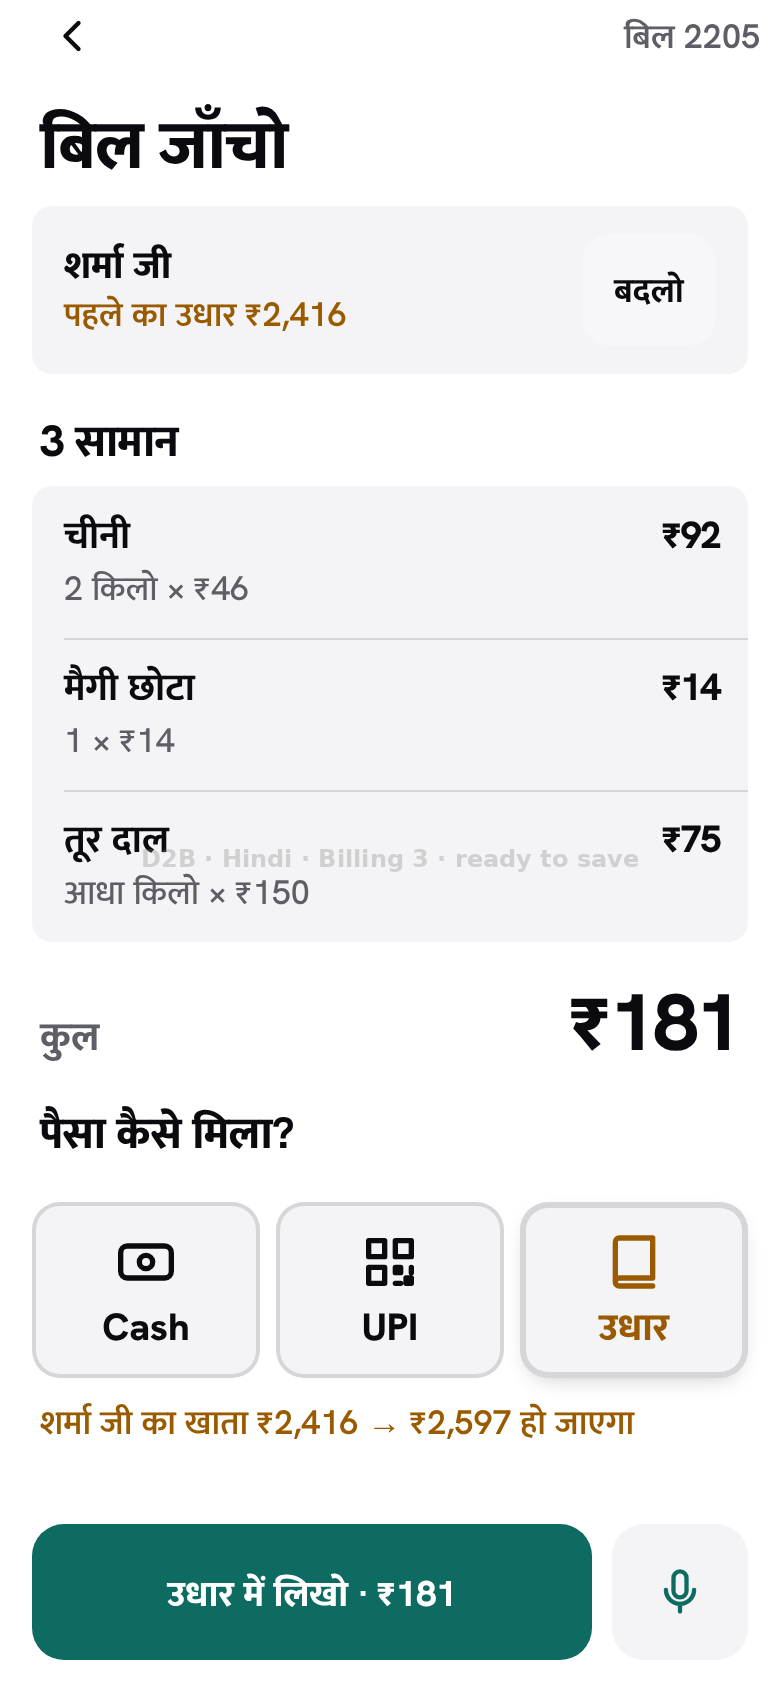 बिल 2205
बिल जाँचो
शर्मा जी
पहले का उधार ₹2,416
बदलो
3 सामान
चीनी ₹92
2 किलो × ₹46
मैगी छोटा ₹14
1 × ₹14
तूर दाल ₹75
D2B · Hindi · Billing 3 · ready to save
आधा किलो × ₹150
कुल ₹181
पैसा कैसे मिला?
Cash UPI उधार
शर्मा जी का खाता ₹2,416 → ₹2,597 हो जाएगा
उधार में लिखो · ₹181